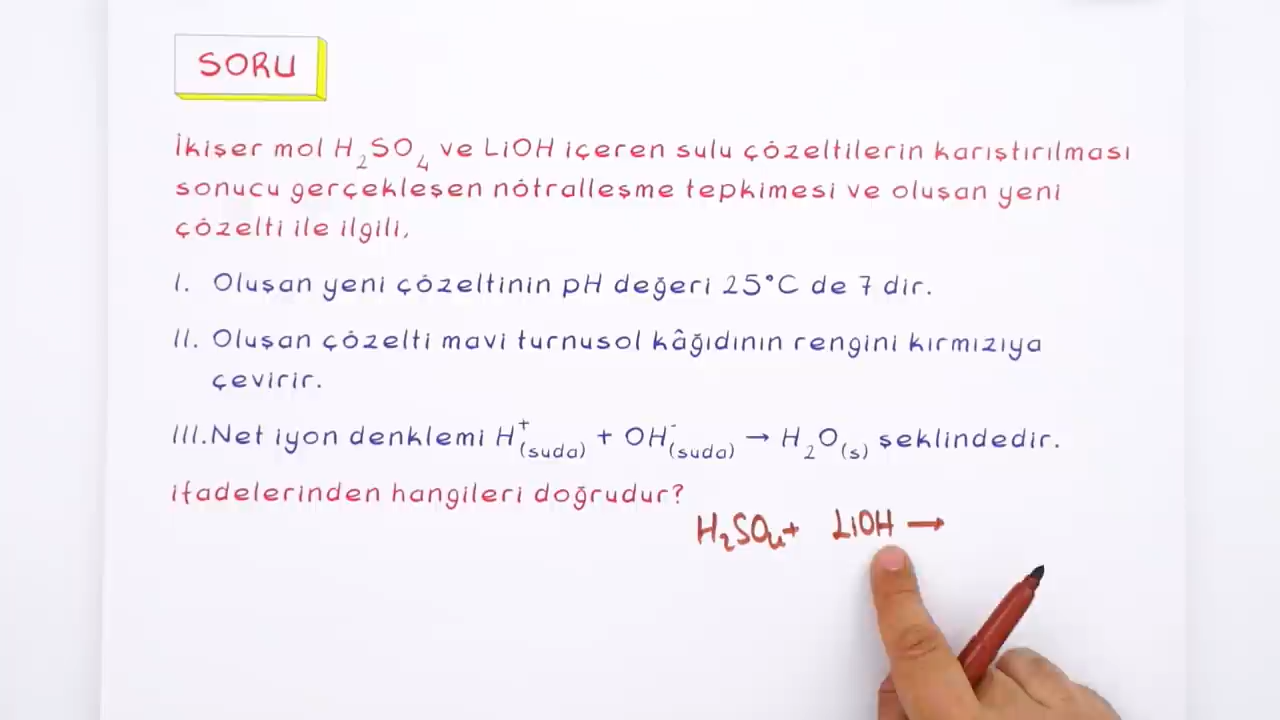 SORU
İkişer mol H₂SO₄ ve LiOH içeren sulu çözeltilerin karıştırılması
sonucu gerçekleşen nötralleşme tepkimesi ve oluşan yeni
çözelti ile ilgili,
I. Oluşan yeni çözeltinin pH değeri 25°C de 7 dir.
II. Oluşan çözelti mavi turnusol kâğıdının rengini kırmızıya
çevirir.
III. Net iyon denklemi H⁺(suda) + OH⁻(suda) → H₂O(s) şeklindedir.
ifadelerinden hangileri doğrudur?
H₂SO₄ + LiOH →